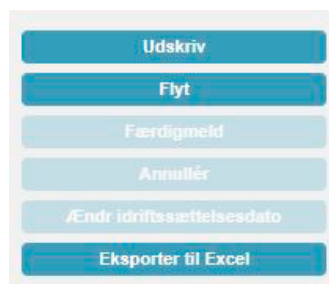 Udskriv
Flyt
Færdigmeld
Annullér
Ændr idriftssættelsesdato
Eksporter til Excel